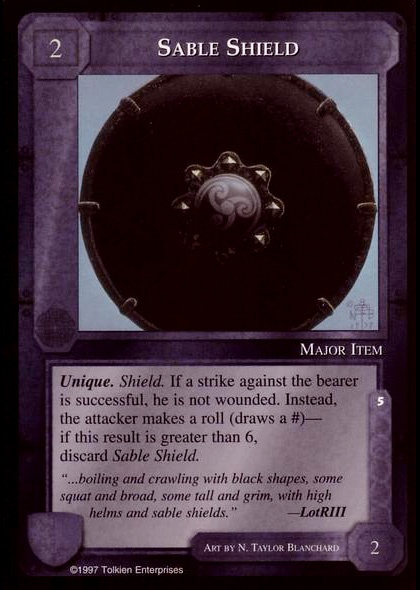 2
SABLE SHIELD
MAJOR ITEM
Unique. Shield. If a strike against the bearer
is successful, he is not wounded. Instead,
the attacker makes a roll (draws a #)—
if this result is greater than 6,
discard Sable Shield.
5
“...boiling and crawling with black shapes, some
squat and broad, some tall and grim, with high
helms and sable shields.” —LotRIII
ART BY N. TAYLOR BLANCHARD
2
©1997 Tolkien Enterprises